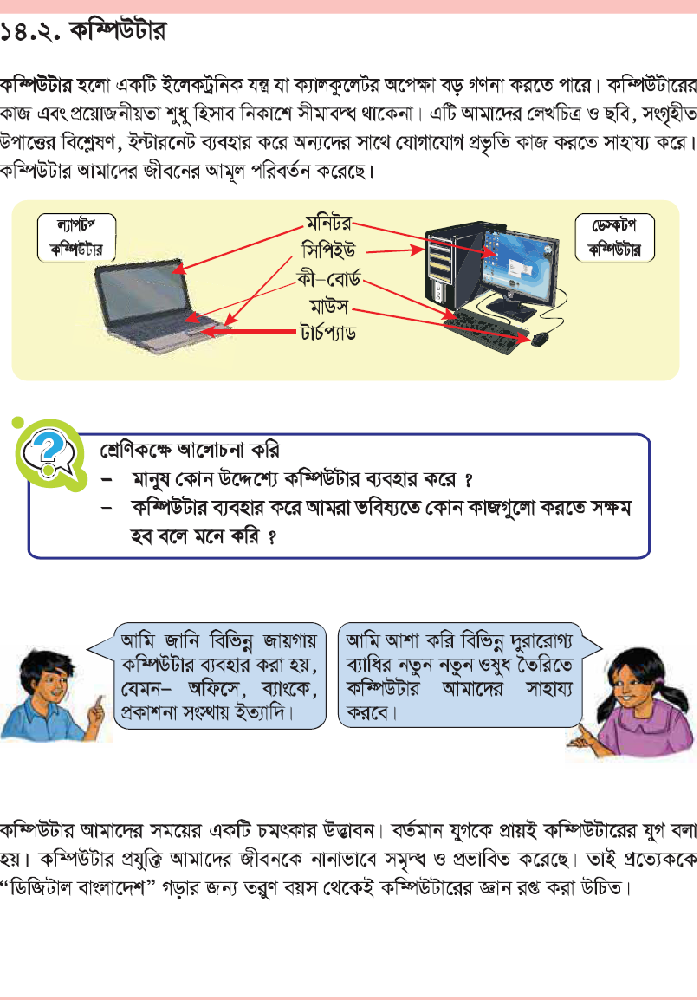 ১৪.২. কম্পিউটার
কম্পিউটার হলো একটি ইলেকট্রনিক যন্ত্র যা ক্যালকুলেটর অপেক্ষা বড় গণনা করতে পারে। কম্পিউটারের
কাজ এবং প্রয়োজনীয়তা শুধু হিসাব নিকাশে সীমাবদ্ধ থাকেনা। এটি আমাদের লেখচিত্র ও ছবি, সংগৃহীত
উপাত্তের বিশ্লেষণ, ইন্টারনেট ব্যবহার করে অন্যদের সাথে যোগাযোগ প্রভৃতি কাজ করতে সাহায্য করে।
কম্পিউটার আমাদের জীবনের আমূল পরিবর্তন করেছে।
ল্যাপটপ
কম্পিউটার
মনিটর
সিপিইউ
কী-বোর্ড
মাউস
টার্চপ্যাড
ডেস্কটপ
কম্পিউটার
?
শ্রেণিকক্ষে আলোচনা করি
- মানুষ কোন উদ্দেশ্যে কম্পিউটার ব্যবহার করে ?
- কম্পিউটার ব্যবহার করে আমরা ভবিষ্যতে কোন কাজগুলো করতে সক্ষম
হব বলে মনে করি ?
আমি জানি বিভিন্ন জায়গায়
কম্পিউটার ব্যবহার করা হয়,
যেমন- অফিসে, ব্যাংকে,
প্রকাশনা সংস্থায় ইত্যাদি।
আমি আশা করি বিভিন্ন দুরারোগ্য
ব্যাধির নতুন নতুন ওষুধ তৈরিতে
কম্পিউটার আমাদের সাহায্য
করবে।
কম্পিউটার আমাদের সময়ের একটি চমৎকার উদ্ভাবন। বর্তমান যুগকে প্রায়ই কম্পিউটারের যুগ বলা
হয়। কম্পিউটার প্রযুক্তি আমাদের জীবনকে নানাভাবে সমৃদ্ধ ও প্রভাবিত করেছে। তাই প্রত্যেককে
“ডিজিটাল বাংলাদেশ” গড়ার জন্য তরুণ বয়স থেকেই কম্পিউটারের জ্ঞান রপ্ত করা উচিত।